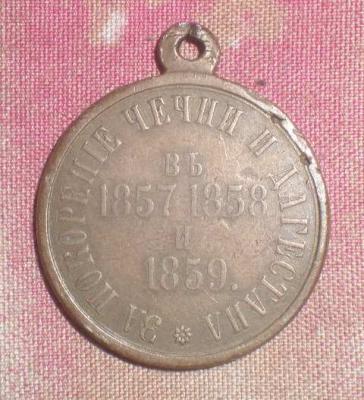 ЗА ПОКОРЕНІЕ ЧЕЧНИ И ДАГЕСТАНА
ВЪ
1857 1858
И
1859.